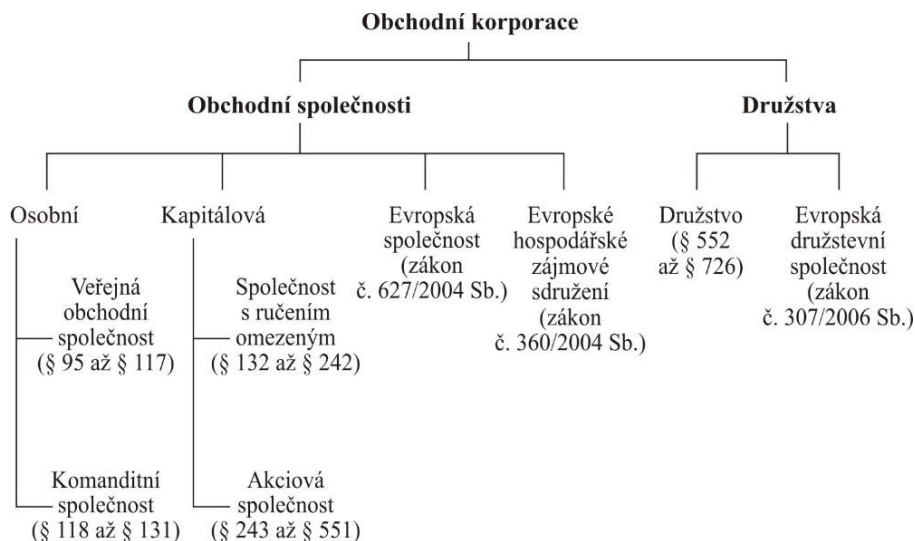 Obchodní korporace
Obchodní společnosti
Družstva
Osobní
Kapitálová
Evropská
společnost
(zákon
č. 627/2004 Sb.)
Evropské
hospodářské
zájmové
sdružení
(zákon
č. 360/2004 Sb.)
Družstvo
(§ 552
až § 726)
Evropská
družstevní
společnost
(zákon
č. 307/2006 Sb.)
Veřejná
obchodní
společnost
(§ 95 až § 117)
Společnost
s ručením
omezeným
(§ 132 až § 242)
Komanditní
společnost
(§ 118 až § 131)
Akciová
společnost
(§ 243 až § 551)